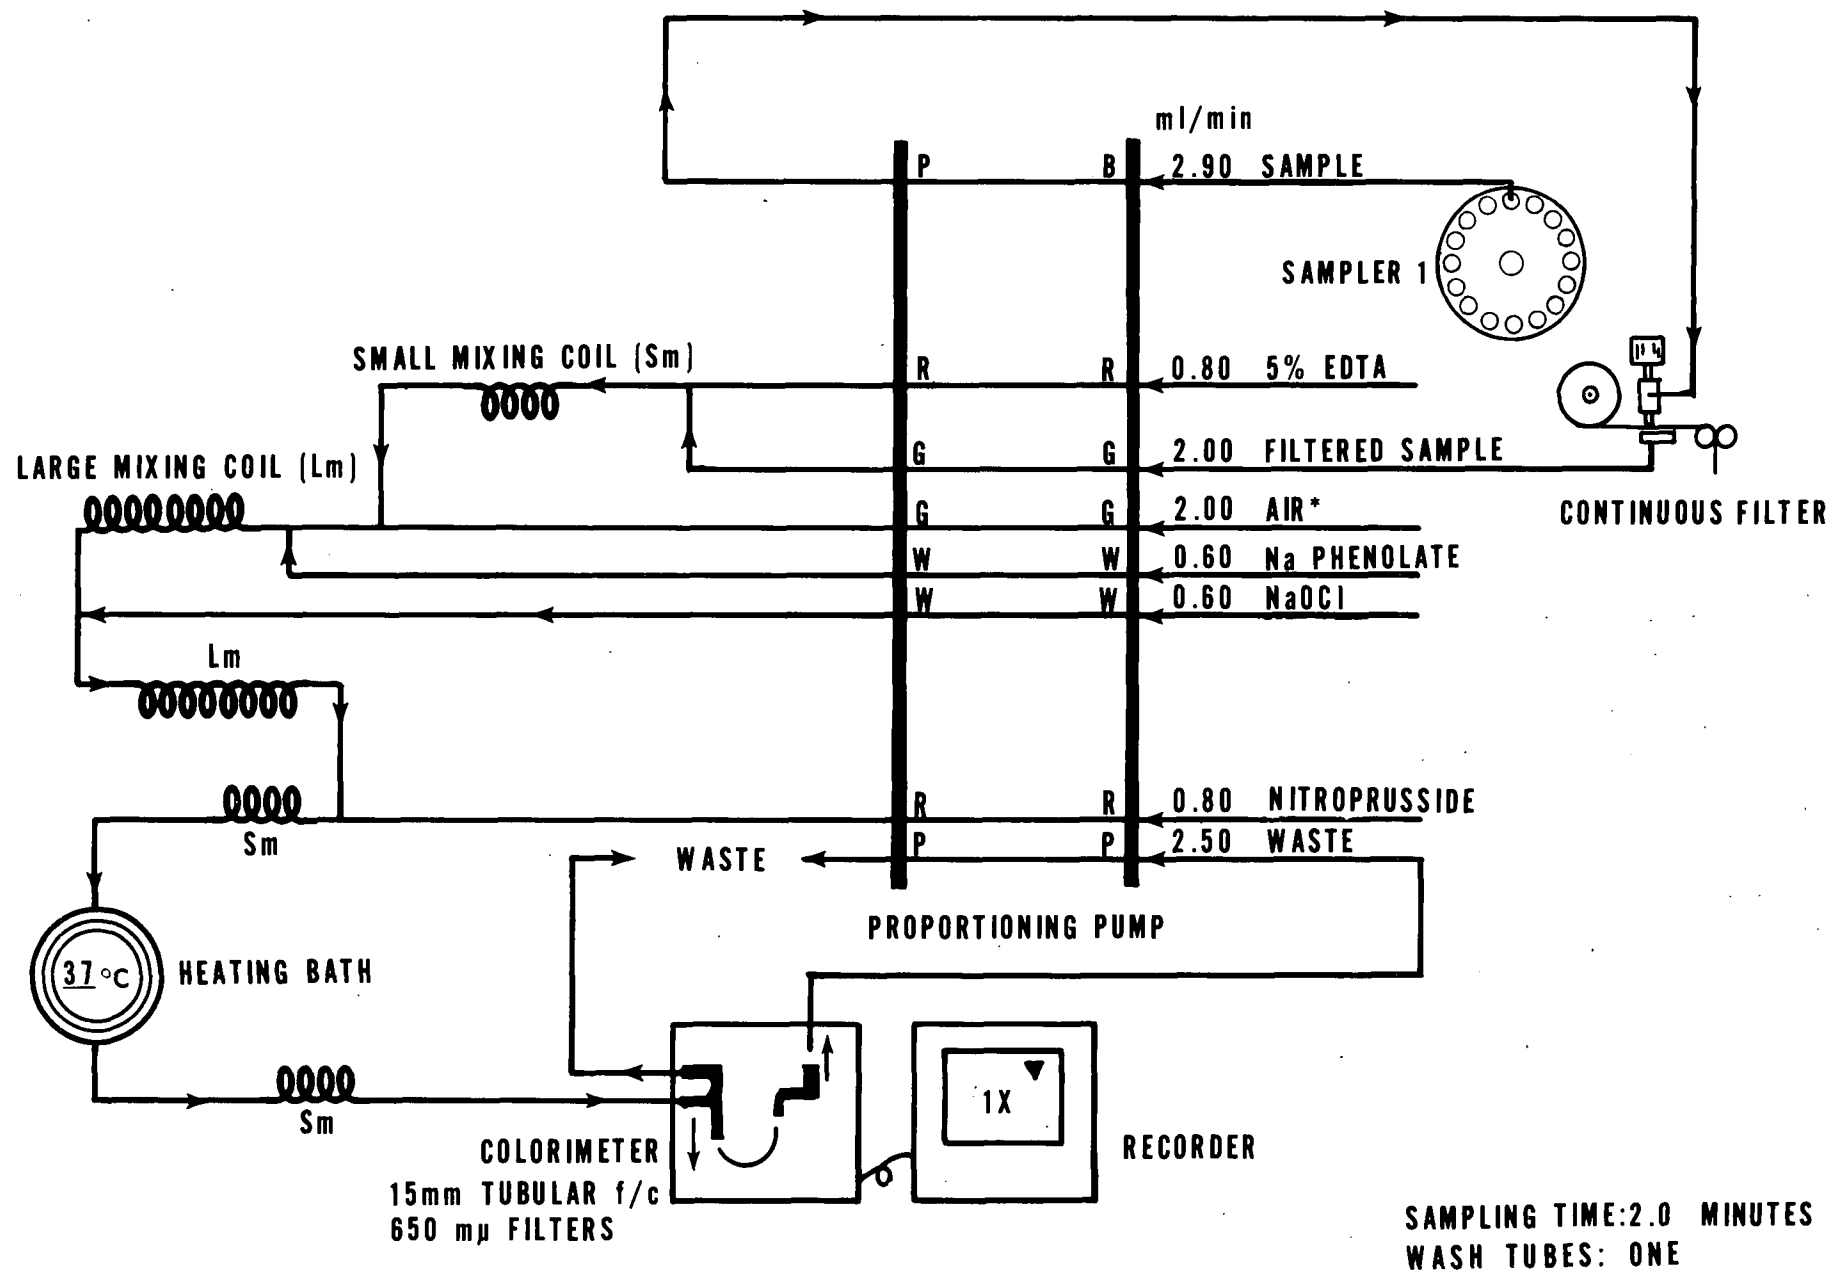 ml/min
P B 2.90 SAMPLE
SAMPLER 1
SMALL MIXING COIL (Sm)
R R 0.80 5% EDTA
LARGE MIXING COIL (Lm)
G G 2.00 FILTERED SAMPLE
G G 2.00 AIR*
CONTINUOUS FILTER
W W 0.60 Na PHENOLATE
W W 0.60 NaOCl
Lm
R R 0.80 NITROPRUSSIDE
Sm
WASTE P P 2.50 WASTE
PROPORTIONING PUMP
37 °C HEATING BATH
1X
Sm
COLORIMETER
RECORDER
15mm TUBULAR f/c
650 mμ FILTERS
SAMPLING TIME:2.0 MINUTES
WASH TUBES: ONE